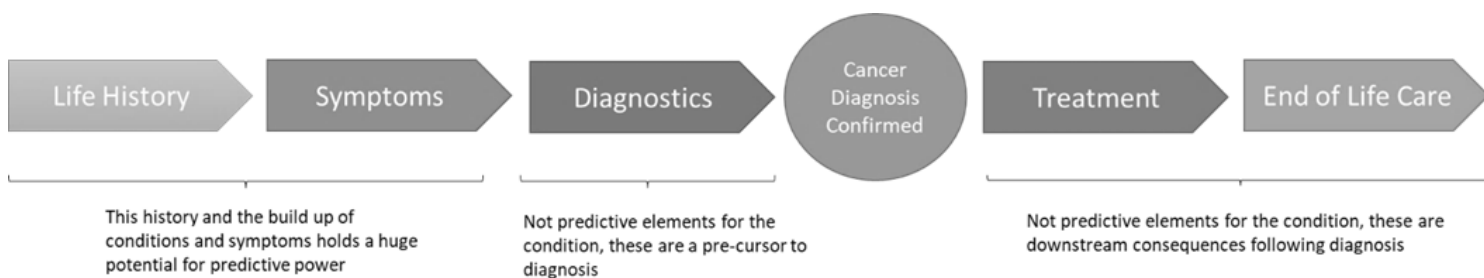 Life History
Symptoms
Diagnostics
Cancer
Diagnosis
Confirmed
Treatment
End of Life Care
This history and the build up of
conditions and symptoms holds a huge
potential for predictive power
Not predictive elements for the
condition, these are a pre-cursor to
diagnosis
Not predictive elements for the condition, these are
downstream consequences following diagnosis